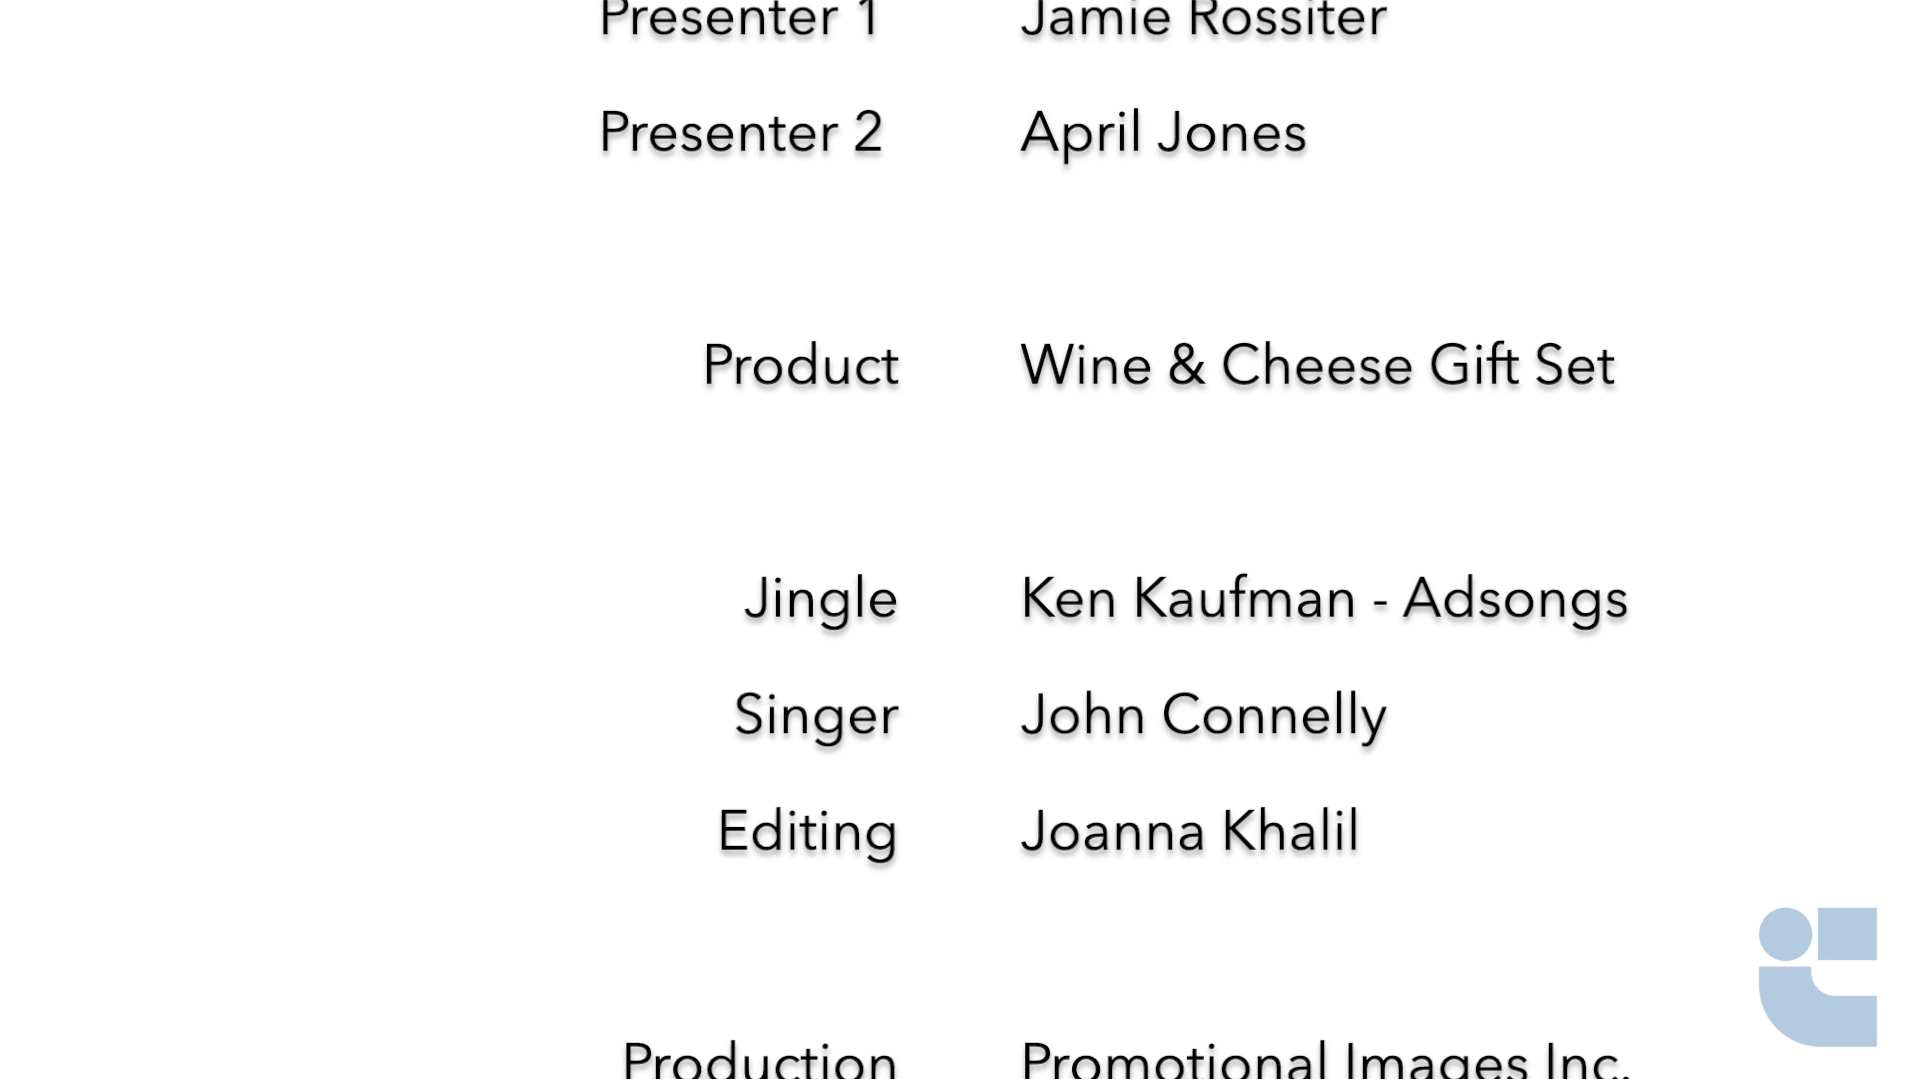 Presenter 1 Jamie Rossiter
Presenter 2 April Jones
Product Wine & Cheese Gift Set
Jingle Ken Kaufman - Adsongs
Singer John Connelly
Editing Joanna Khalil
Production Promotional Images Inc.